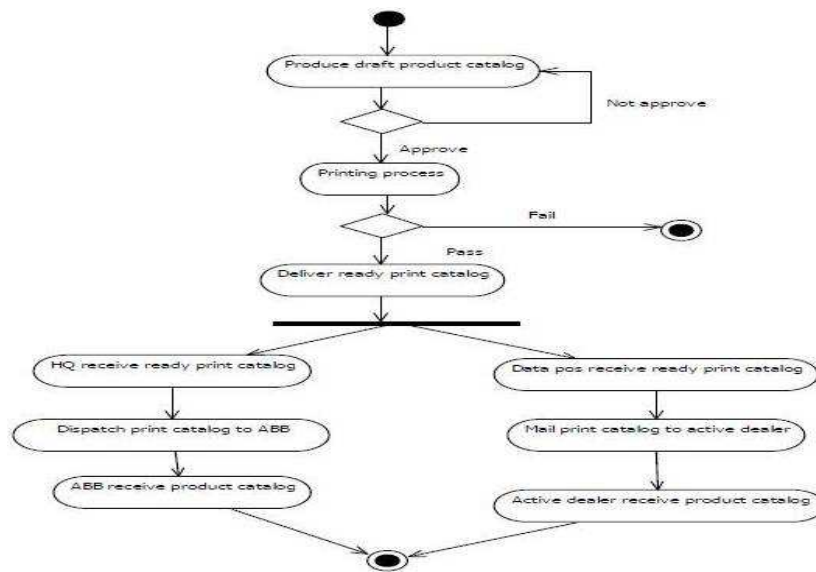 Produce draft product catalog
Not approve
Approve
Printing process
Fail
Pass
Deliver ready print catalog
HQ receive ready print catalog
Data pos receive ready print catalog
Dispatch print catalog to ABB
Mail print catalog to active dealer
ABB receive product catalog
Active dealer receive product catalog